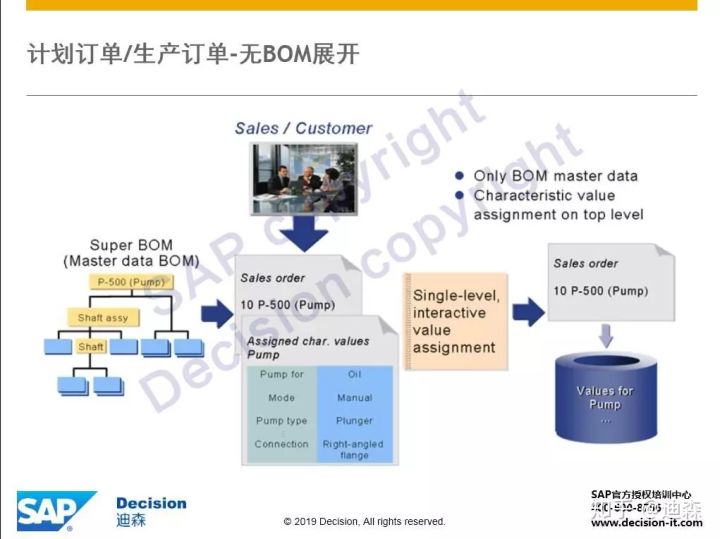 计划订单/生产订单-无BOM展开
Sales / Customer
Only BOM master data
Characteristic value
assignment on top level
Super BOM
(Master data BOM)
P-500 (Pump)
Shaft assy
Shaft
Sales order
10 P-500 (Pump)
Assigned char. values
Pump
Pump for Oil
Mode Manual
Pump type Plunger
Connection Right-angled
flange
Single-level,
interactive
value
assignment
Sales order
10 P-500 (Pump)
Values for
Pump
...
SAP copyright
Decision copyright
SAP
Decision
迪森
© 2019 Decision, All rights reserved.
SAP官方授权培训中心
知乎 @迪森
www.decision-it.com